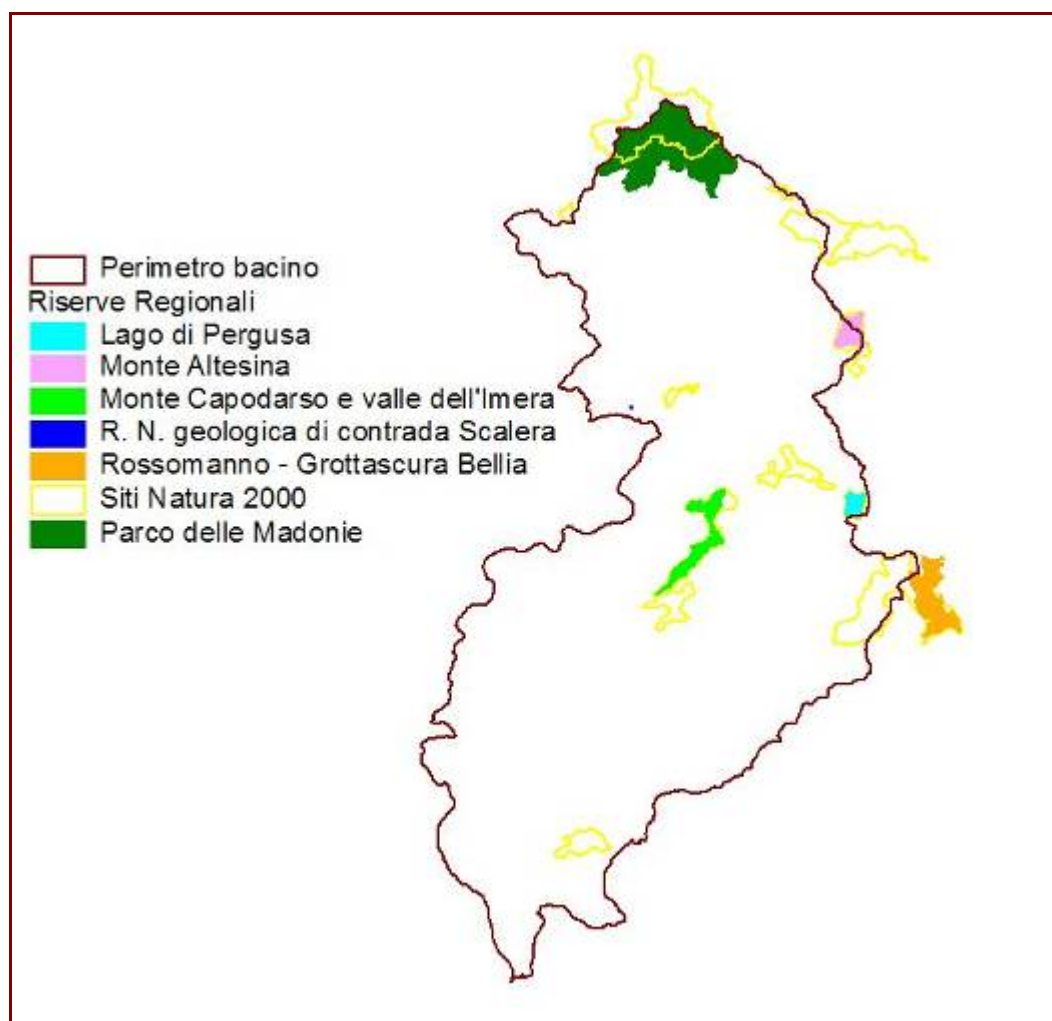 Perimetro bacino
Riserve Regionali
Lago di Pergusa
Monte Altesina
Monte Capodarso e valle dell'Imera
R. N. geologica di contrada Scalera
Rossomanno - Grottascura Bellia
Siti Natura 2000
Parco delle Madonie